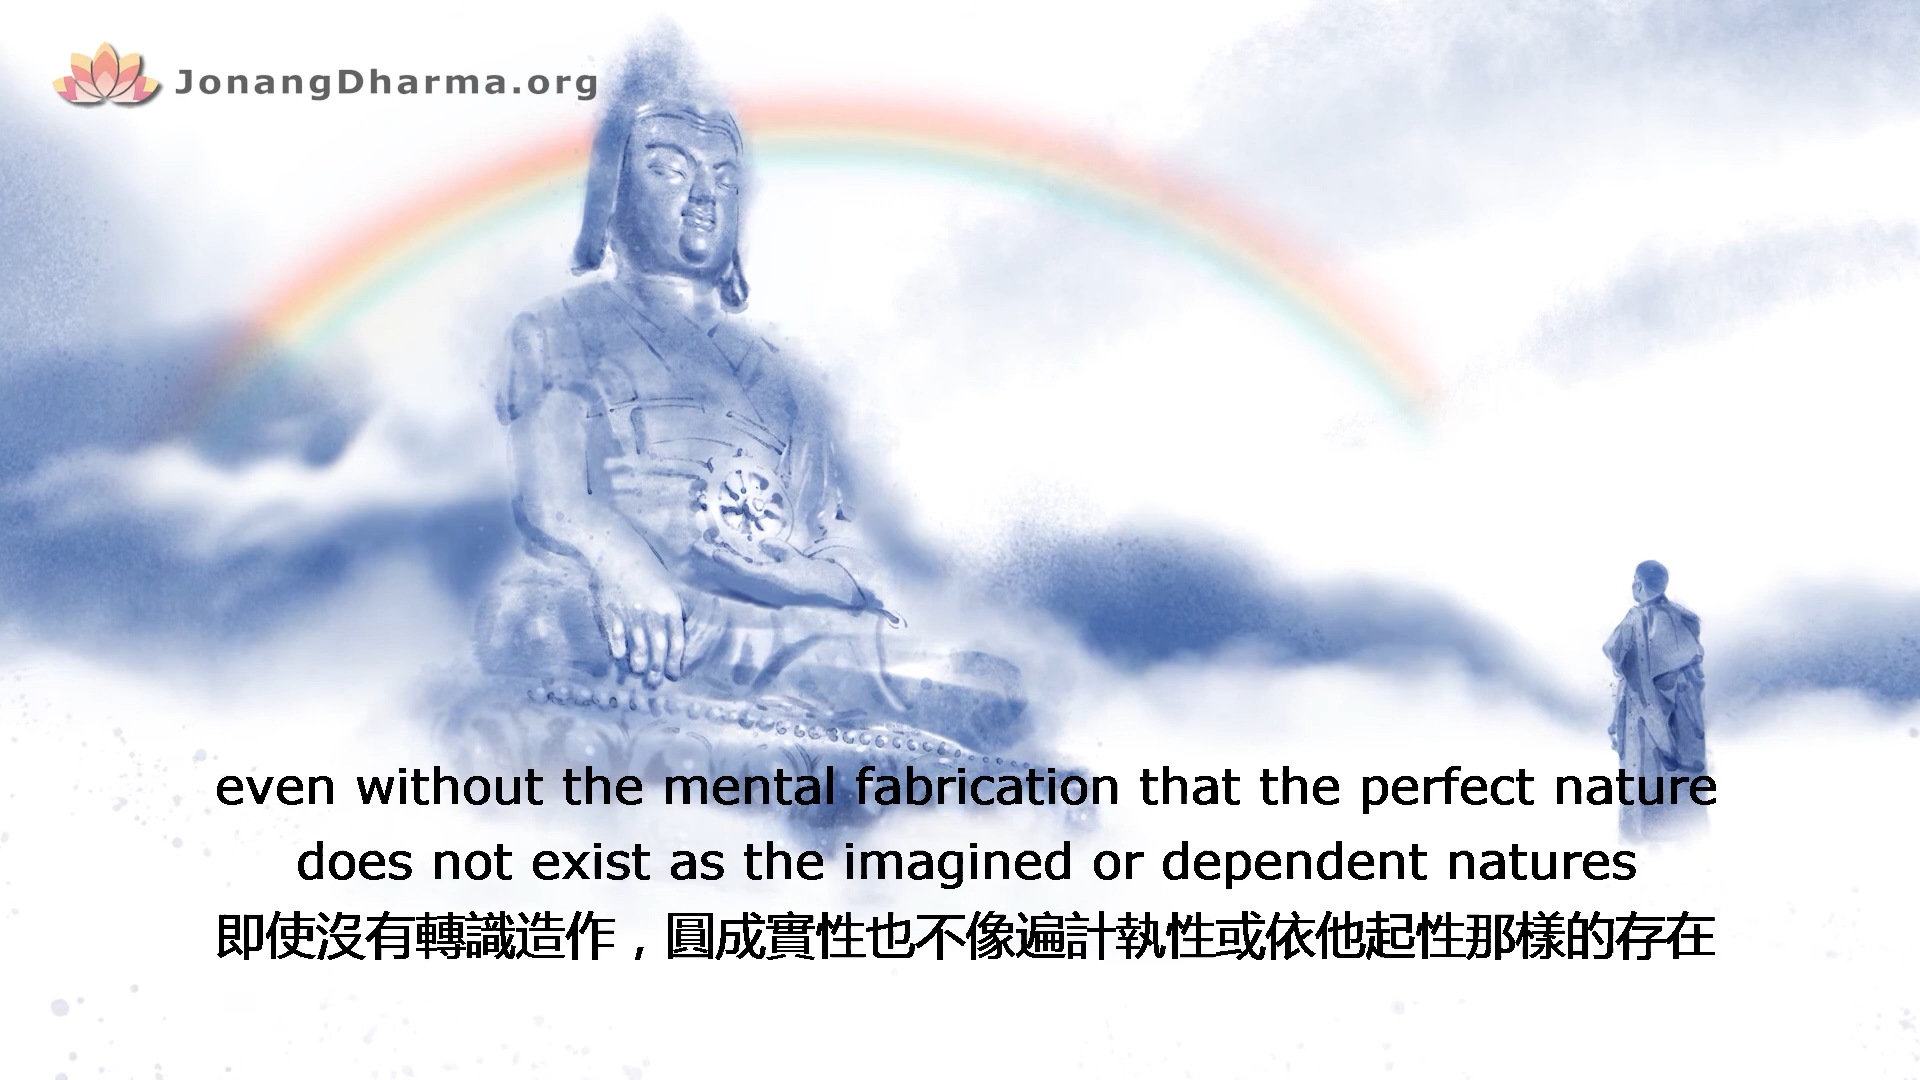 JonangDharma.org
even without the mental fabrication that the perfect nature
does not exist as the imagined or dependent natures
即使沒有轉識造作，圓成實性也不像遍計執性或依他起性那樣的存在